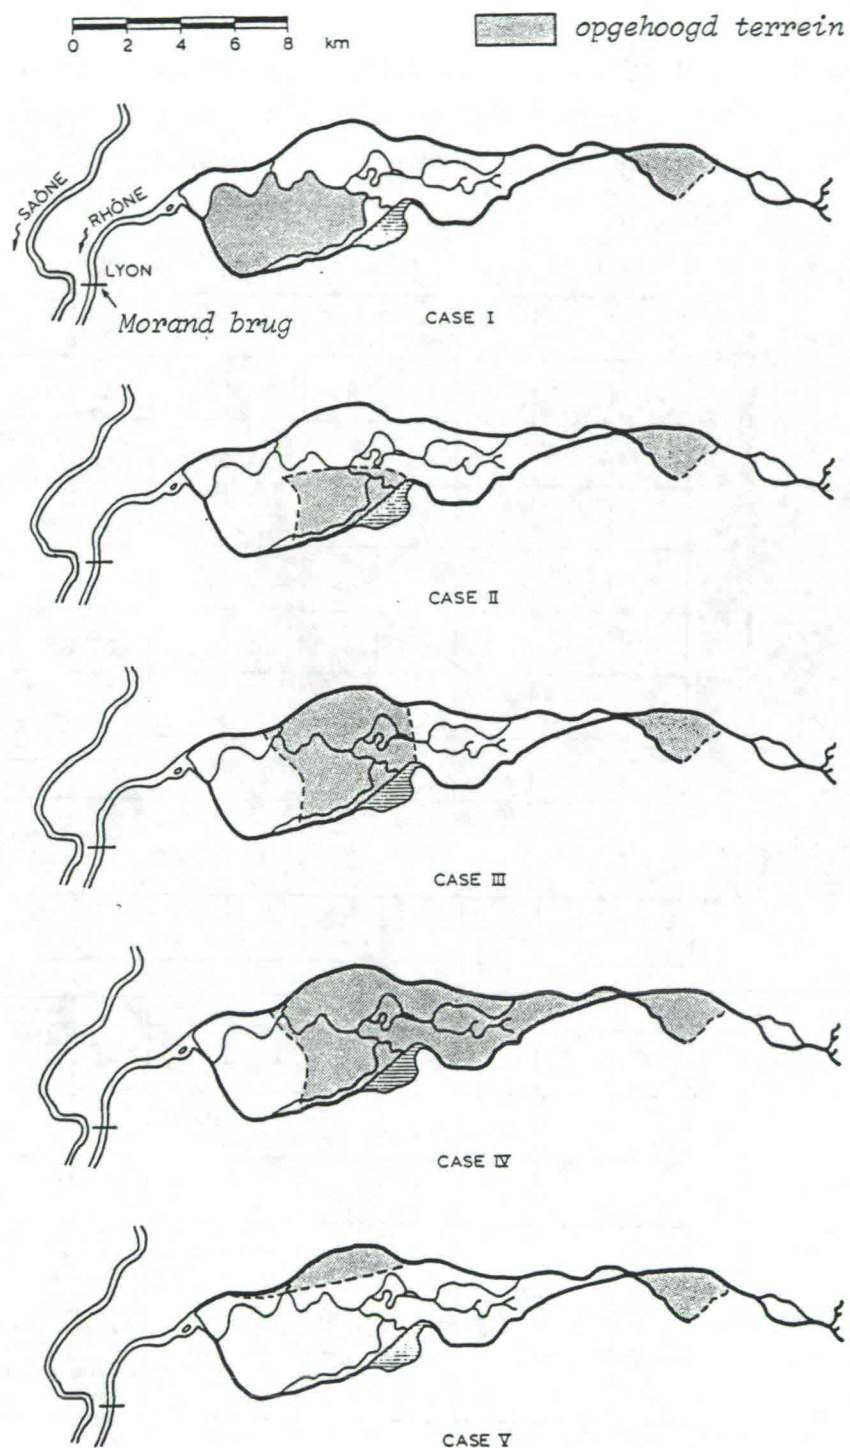 0 2 4 6 8 km
opgehoogd terrein
SAÔNE
RHÔNE
LYON
Morand brug
CASE I
CASE II
CASE III
CASE IV
CASE V